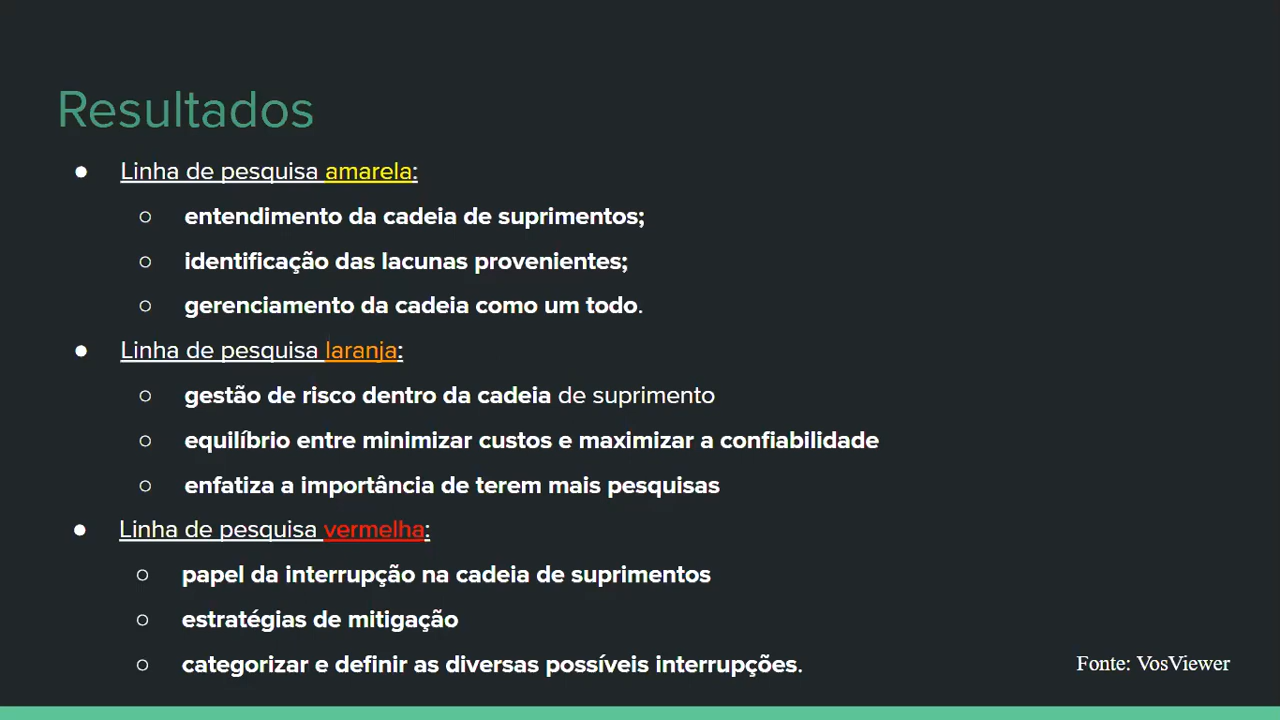 Resultados
● Linha de pesquisa amarela:
○ entendimento da cadeia de suprimentos;
○ identificação das lacunas provenientes;
○ gerenciamento da cadeia como um todo.
● Linha de pesquisa laranja:
○ gestão de risco dentro da cadeia de suprimento
○ equilíbrio entre minimizar custos e maximizar a confiabilidade
○ enfatiza a importância de terem mais pesquisas
● Linha de pesquisa vermelha:
○ papel da interrupção na cadeia de suprimentos
○ estratégias de mitigação
○ categorizar e definir as diversas possíveis interrupções.
Fonte: VosViewer